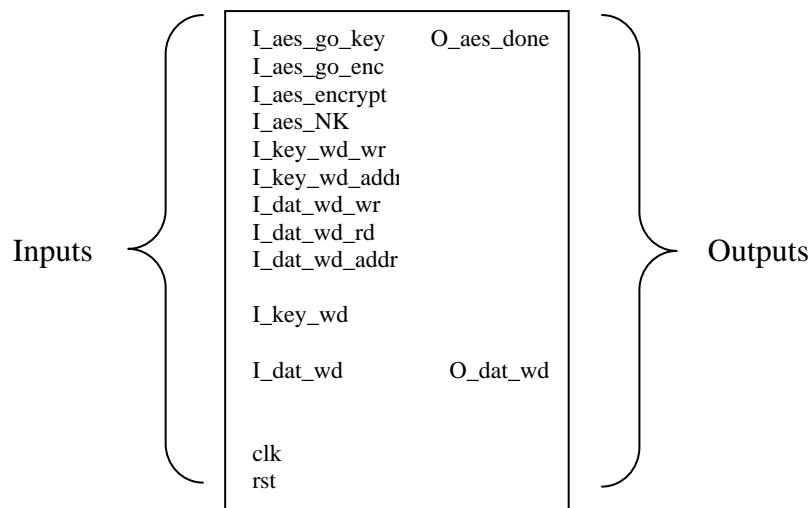 I_aes_go_key O_aes_done
I_aes_go_enc
I_aes_encrypt
I_aes_NK
I_key_wd_wr
I_key_wd_addr
I_dat_wd_wr
I_dat_wd_rd
Inputs Outputs
I_dat_wd_addr
I_key_wd
I_dat_wd O_dat_wd
clk
rst